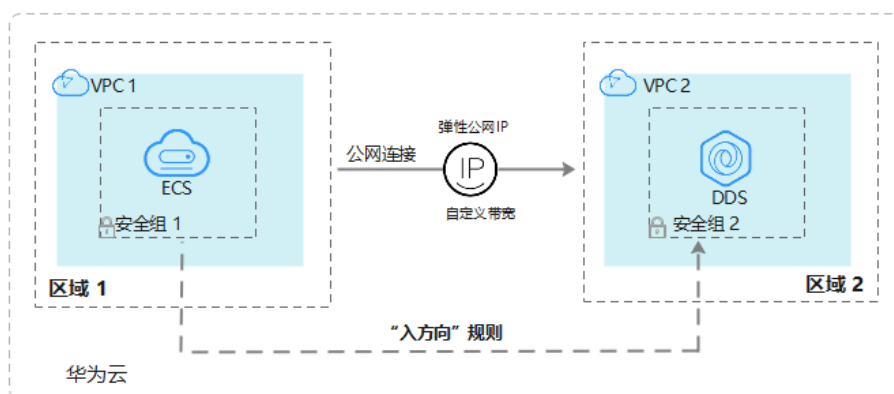 VPC 1
ECS
安全组 1
区域 1
公网连接
弹性公网IP
IP
自定义带宽
VPC 2
DDS
安全组 2
区域 2
“入方向”规则
华为云